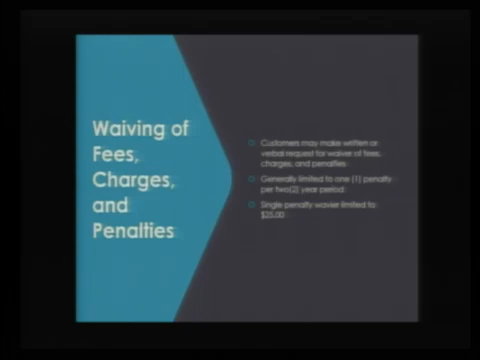 Waiving of
Fees,
Charges,
and
Penalties
Customers may make written or
verbal request for waiver of fees,
charges, and penalties
Generally limited to one (1) penalty
per two(2) year period
Single penalty wavier limited to
$25.00